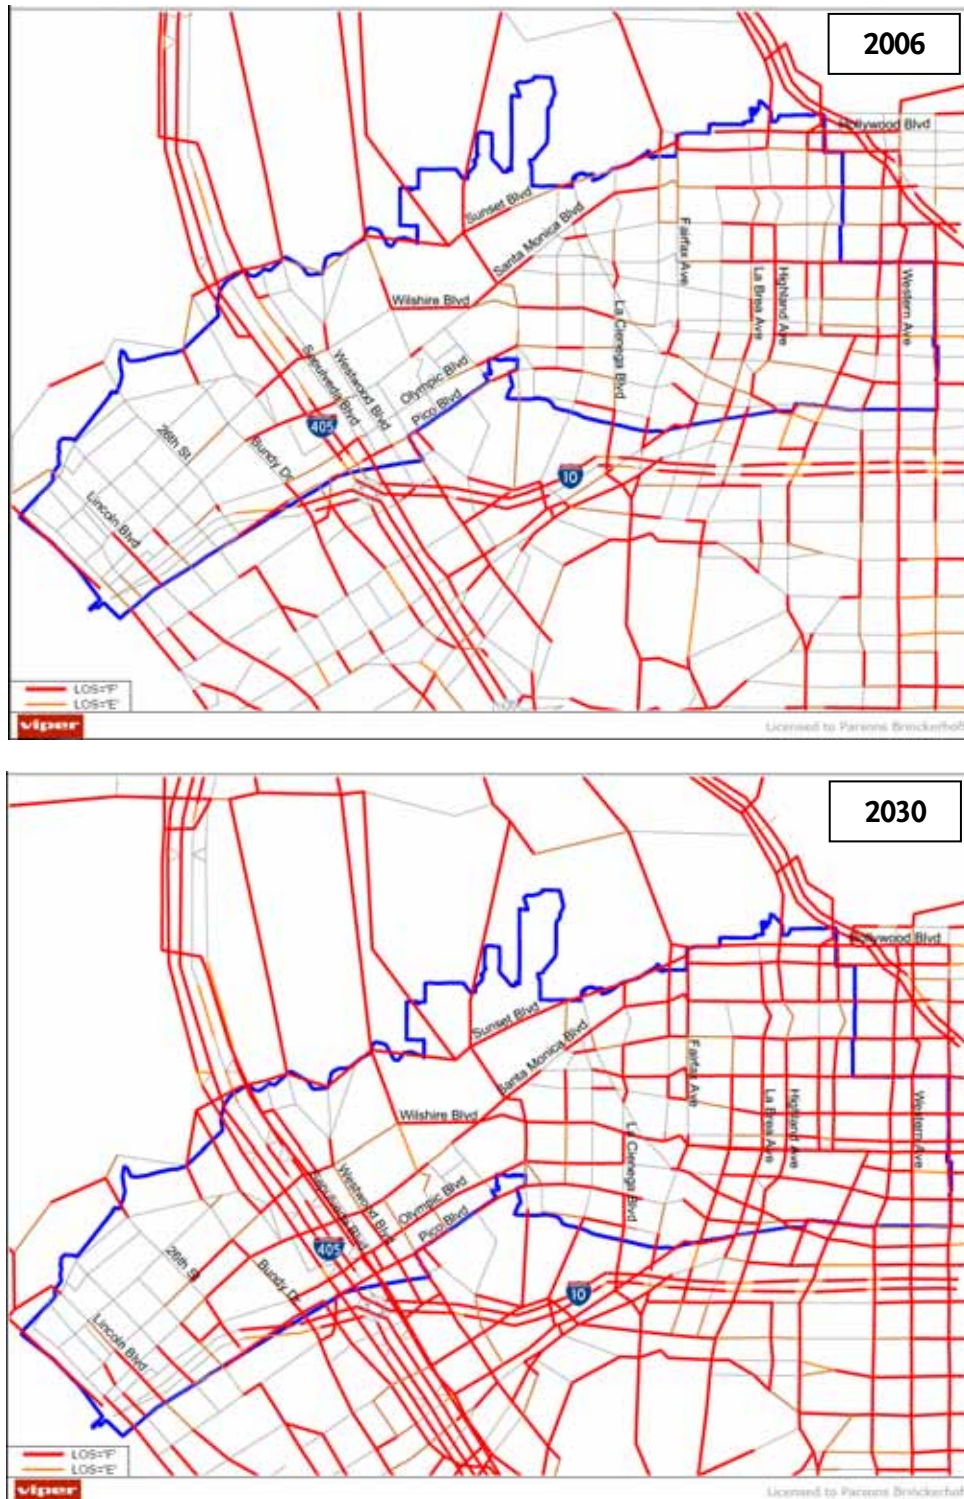 2006
Hollywood Blvd
Sunset Blvd
Santa Monica Blvd
Fairfax Ave
Wilshire Blvd
La Cienega Blvd
La Brea Ave
Highland Ave
Western Ave
Sepulveda Blvd
Westwood Blvd
Olympic Blvd
Pico Blvd
405
26th St
Bundy Dr
10
Lincoln Blvd
LOS='F'
LOS='E'
viper
Licensed to Parsons Brinckerhoff
2030
Hollywood Blvd
Sunset Blvd
Santa Monica Blvd
Fairfax Ave
Wilshire Blvd
La Cienega Blvd
La Brea Ave
Highland Ave
Western Ave
Sepulveda Blvd
Westwood Blvd
Olympic Blvd
Pico Blvd
405
26th St
Bundy Dr
10
Lincoln Blvd
LOS='F'
LOS='E'
viper
Licensed to Parsons Brinckerhoff